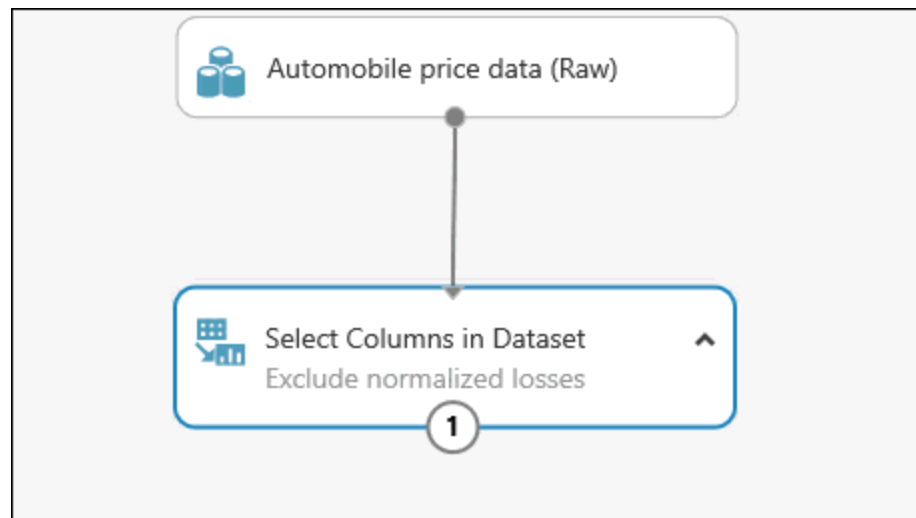 Automobile price data (Raw)
Select Columns in Dataset
Exclude normalized losses
1